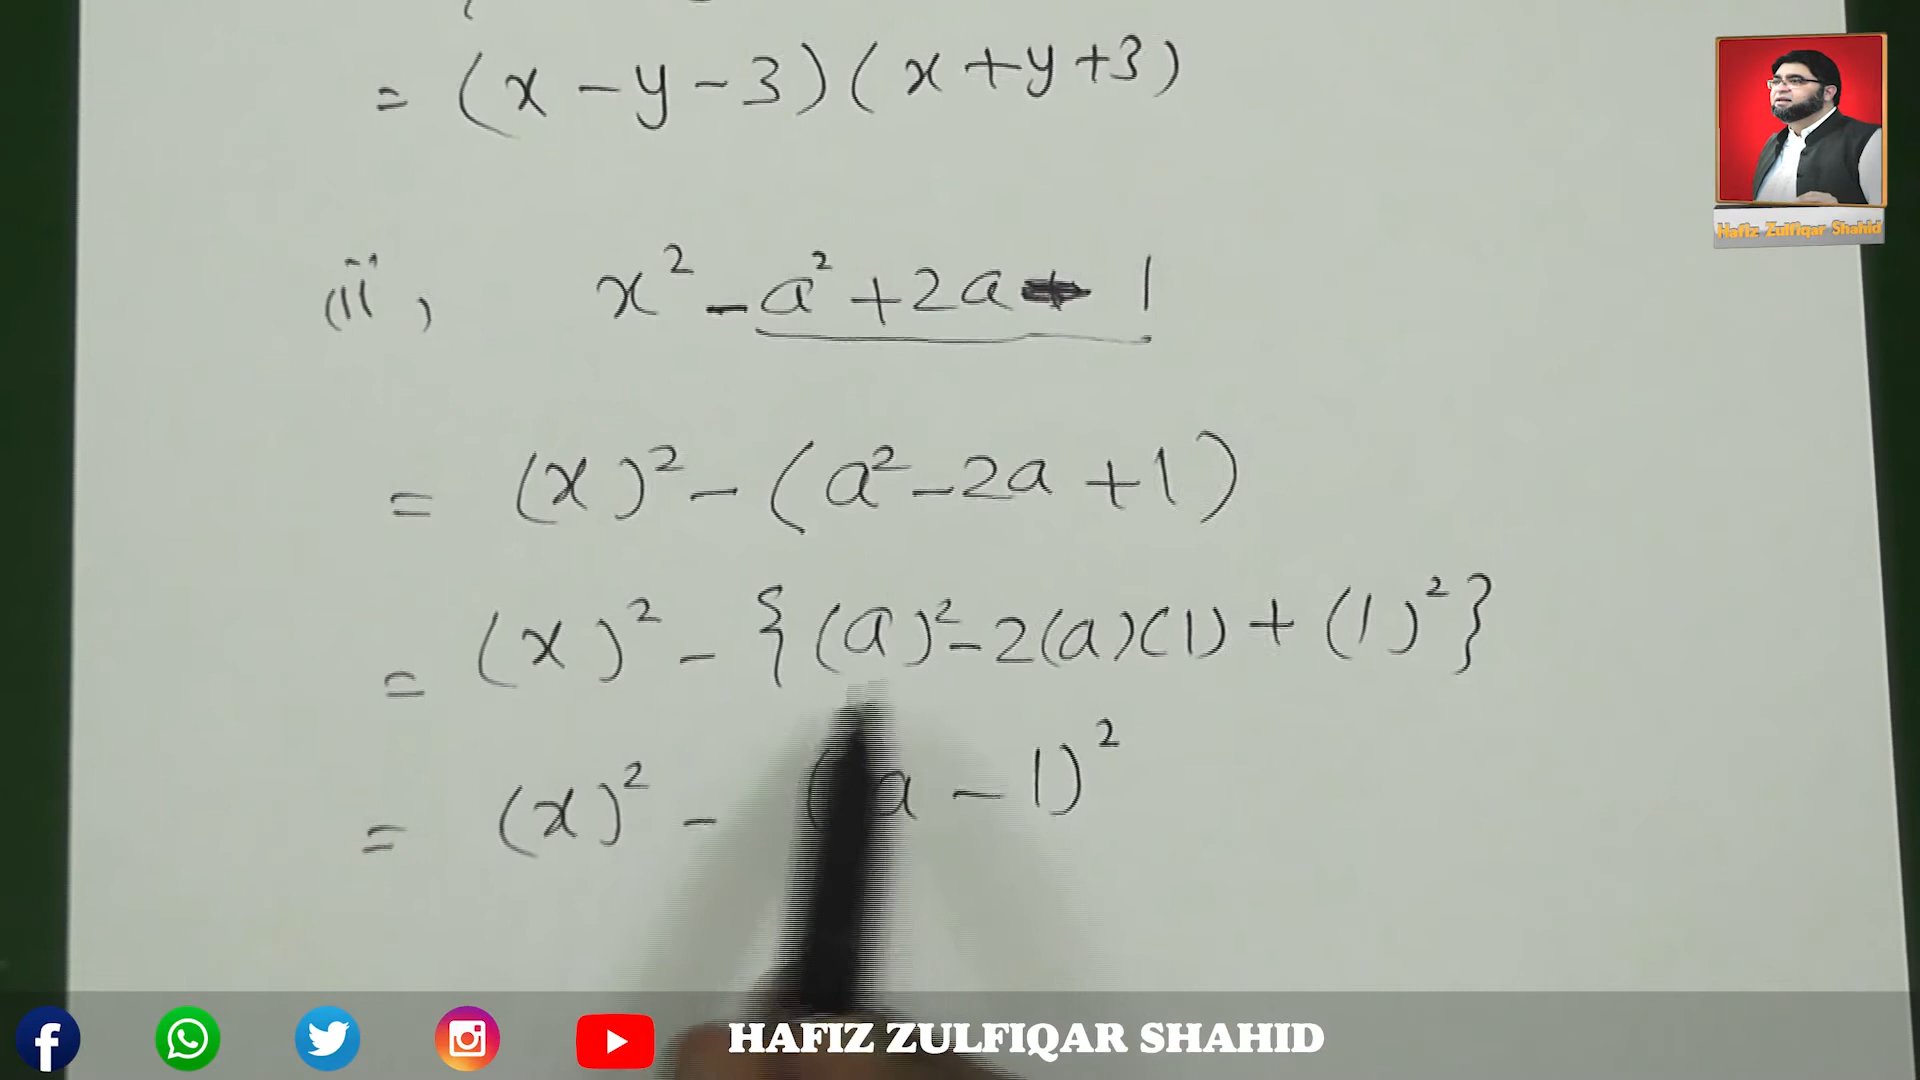 = (x - y - 3) (x + y + 3)
Hafiz Zulfiqar Shahid
(ii, x² - a² + 2a - 1
= (x)² - (a² - 2a + 1)
= (x)² - {(a)² - 2(a)(1) + (1)²}
= (x)² - (a - 1)²
HAFIZ ZULFIQAR SHAHID